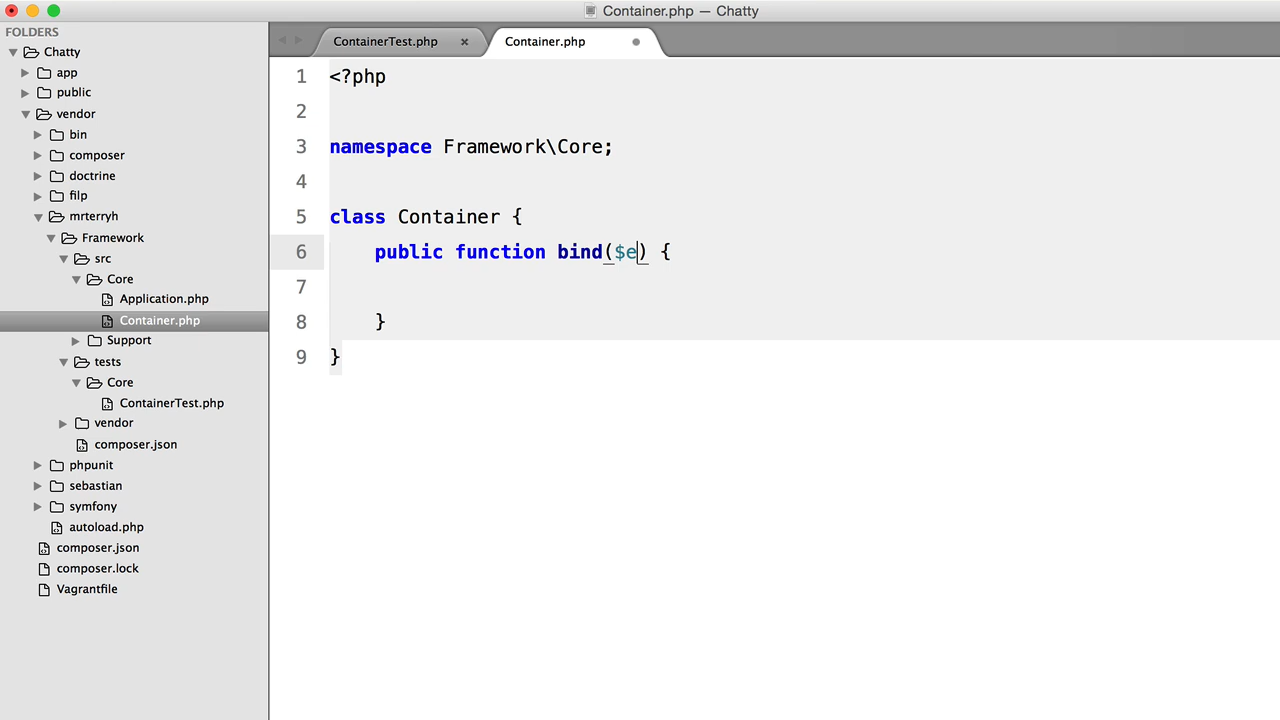 Container.php — Chatty
FOLDERS
Chatty
app
public
vendor
bin
composer
doctrine
filp
mrterryh
Framework
src
Core
Application.php
Container.php
Support
tests
Core
ContainerTest.php
vendor
composer.json
phpunit
sebastian
symfony
autoload.php
composer.json
composer.lock
Vagrantfile
ContainerTest.php
Container.php
1 <?php
2
3 namespace Framework\Core;
4
5 class Container {
6 public function bind($e) {
7
8 }
9 }